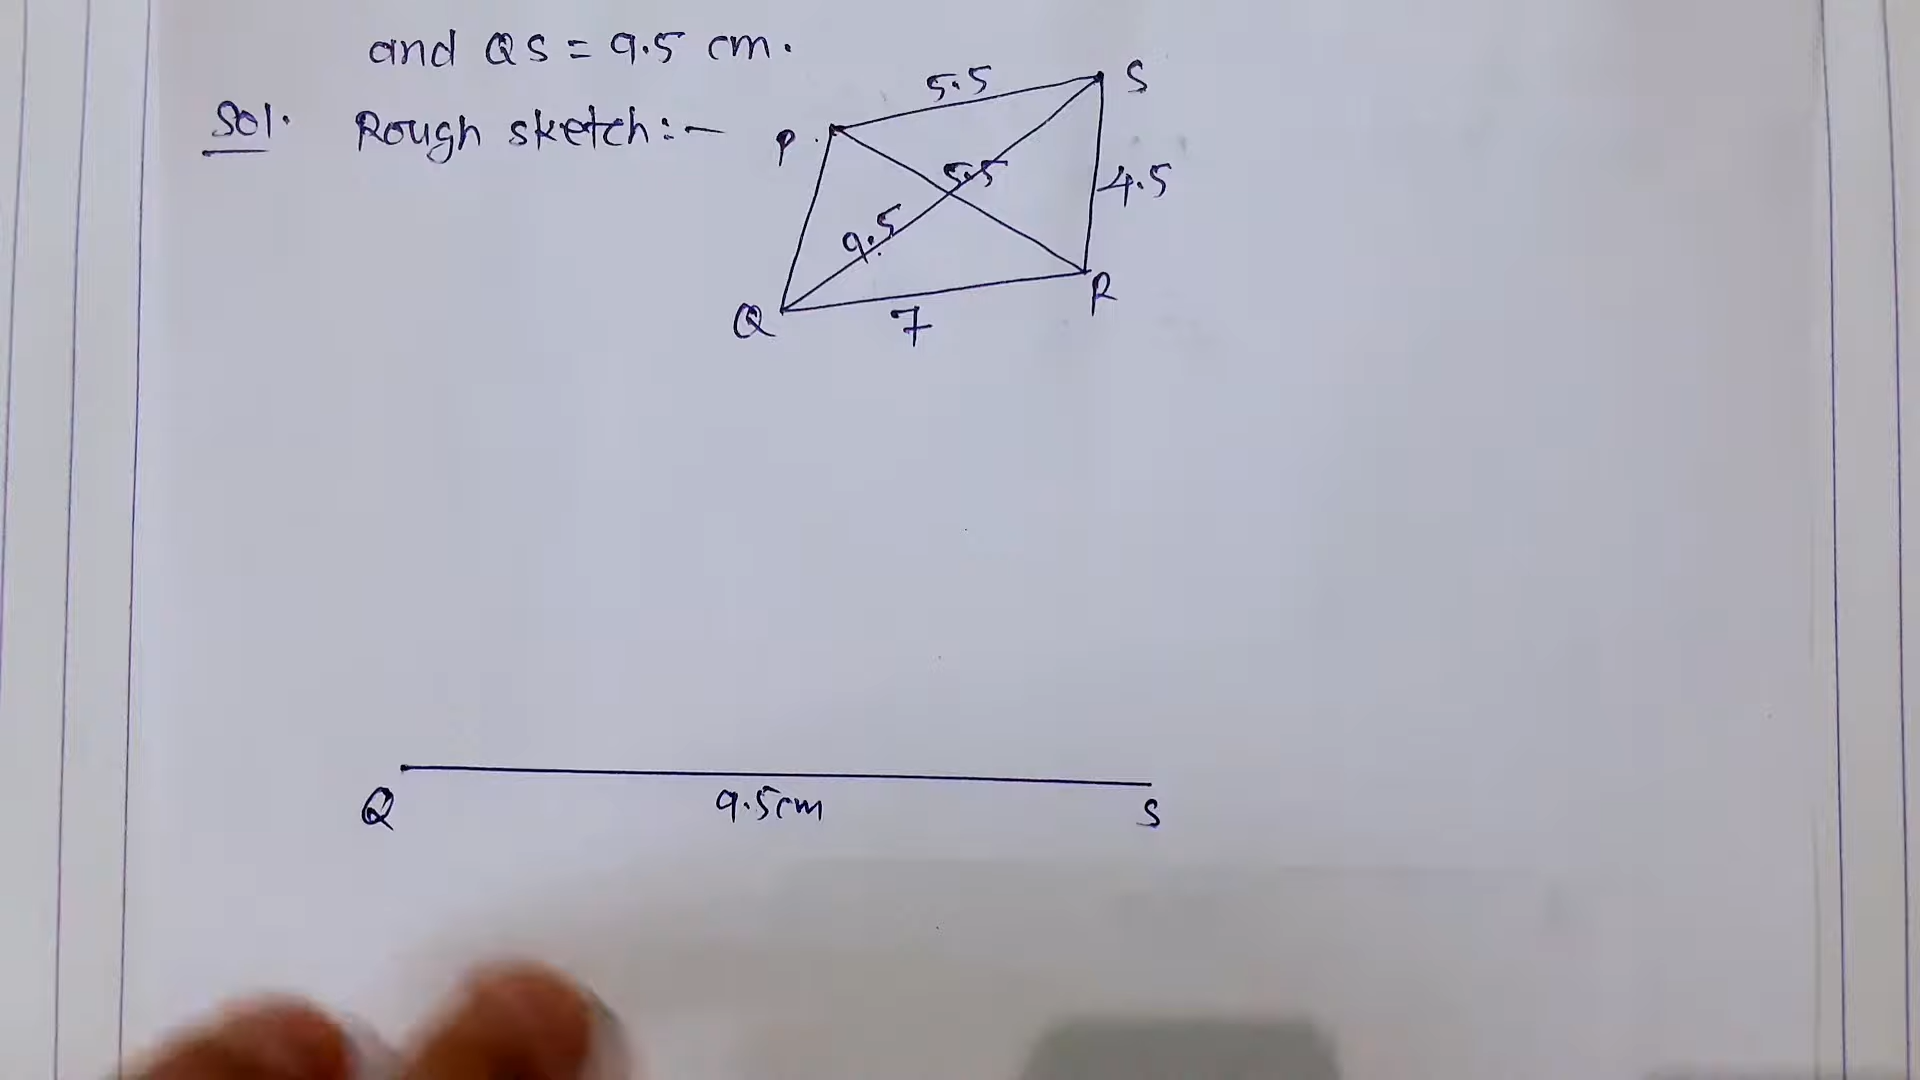 and QS = 9.5 cm.
Sol. Rough sketch:-
P
5.5
S
5.5
4.5
9.5
Q
7
R
Q
9.5cm
S